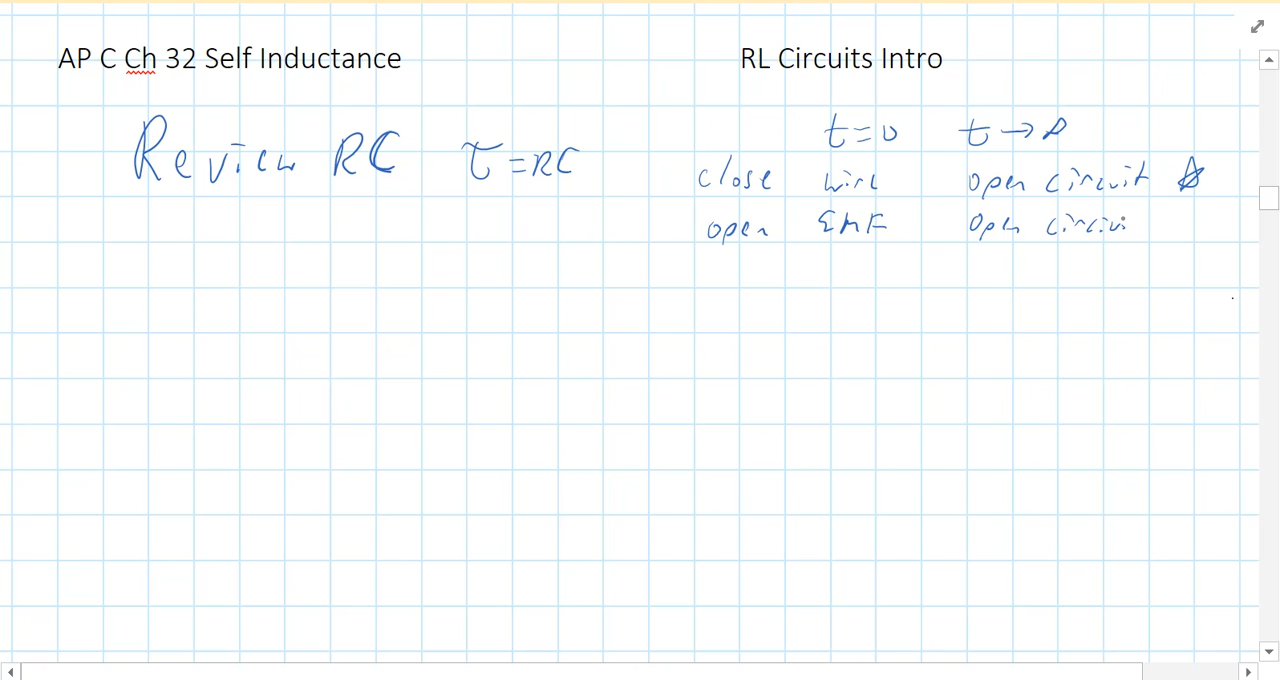 AP C Ch 32 Self Inductance
RL Circuits Intro
Review RC τ=RC
t=0 t→∞
close wire open circuit
open EMF open circui